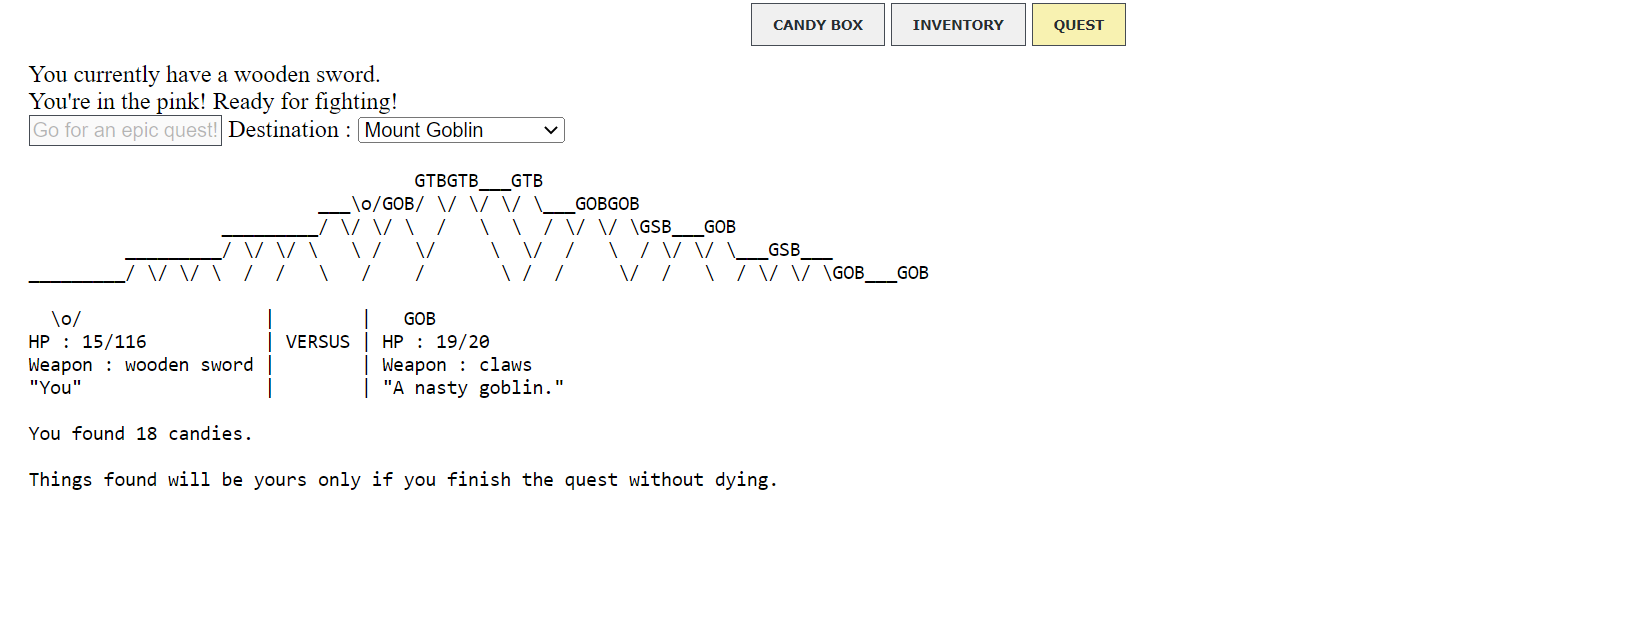 CANDY BOX INVENTORY QUEST
You currently have a wooden sword.
You're in the pink! Ready for fighting!
Go for an epic quest! Destination : Mount Goblin
GTBGTB___GTB
___\o/GOB/ \/ \/ \/ \___GOBGOB
_________/ \/ \/ \  /   \  \  / \/ \/ \GSB___GOB
_________/ \/ \/ \   \ /   \/     \  \/  /   \  / \/ \/ \___GSB___
_________/ \/ \/ \  /  /   \   /    /       \ /  /     \/  /   \  / \/ \/ \GOB___GOB
\o/ | | GOB
HP : 15/116 | VERSUS | HP : 19/20
Weapon : wooden sword | | Weapon : claws
"You" | | "A nasty goblin."
You found 18 candies.
Things found will be yours only if you finish the quest without dying.